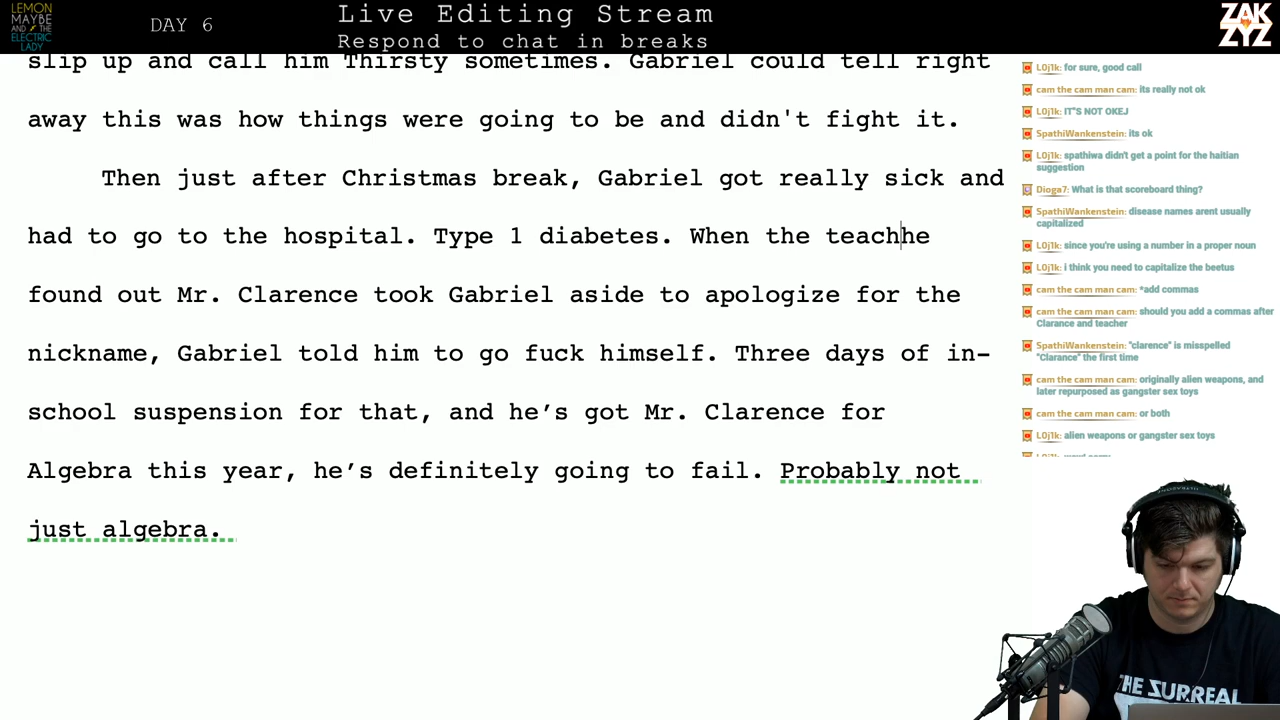 LEMON
MAYBE
AND THE
ELECTRIC
LADY
DAY 6
Live Editing Stream
Respond to chat in breaks
ZAK
ZYZ
slip up and call him Thirsty sometimes. Gabriel could tell right
away this was how things were going to be and didn't fight it.
Then just after Christmas break, Gabriel got really sick and
had to go to the hospital. Type 1 diabetes. When the teachhe
found out Mr. Clarence took Gabriel aside to apologize for the
nickname, Gabriel told him to go fuck himself. Three days of in-
school suspension for that, and he’s got Mr. Clarence for
Algebra this year, he’s definitely going to fail. Probably not
just algebra.
L0j1k: for sure, good call
cam the cam man cam: its really not ok
L0j1k: IT"S NOT OKEJ
SpathiWankenstein: its ok
L0j1k: spathiwa didn't get a point for the haitian
suggestion
Dioga7: What is that scoreboard thing?
SpathiWankenstein: disease names arent usually
capitalized
L0j1k: since you're using a number in a proper noun
L0j1k: i think you need to capitalize the beetus
cam the cam man cam: *add commas
cam the cam man cam: should you add a commas after
Clarance and teacher
SpathiWankenstein: "clarence" is misspelled
"Clarance" the first time
cam the cam man cam: originally alien weapons, and
later repurposed as gangster sex toys
cam the cam man cam: or both
L0j1k: alien weapons or gangster sex toys
THE SURREAL